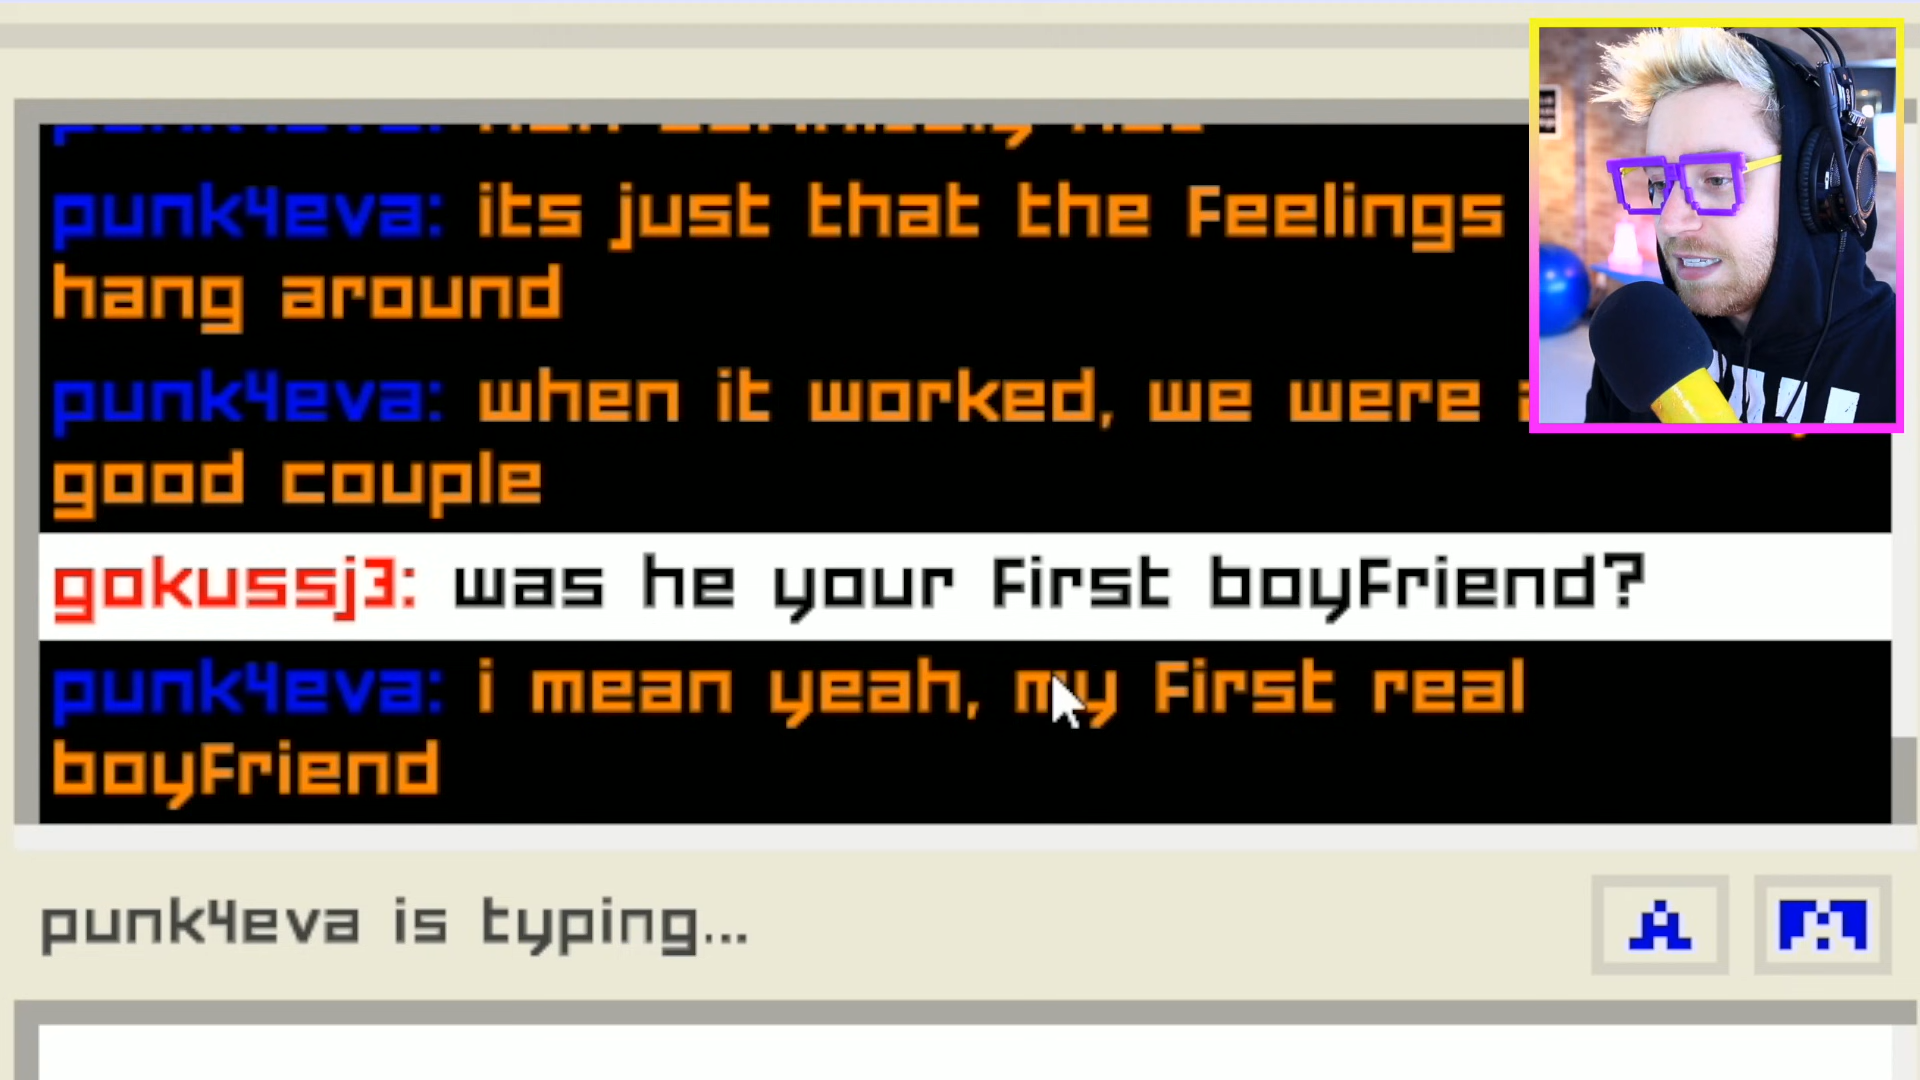 punk4eva:
punk4eva: its just that the Feelings
hang around
punk4eva: when it worked, we were
good couple
gokussj3: was he your First boyFriend?
punk4eva: i mean yeah, my First real
boyFriend
punk4eva is typing...
A